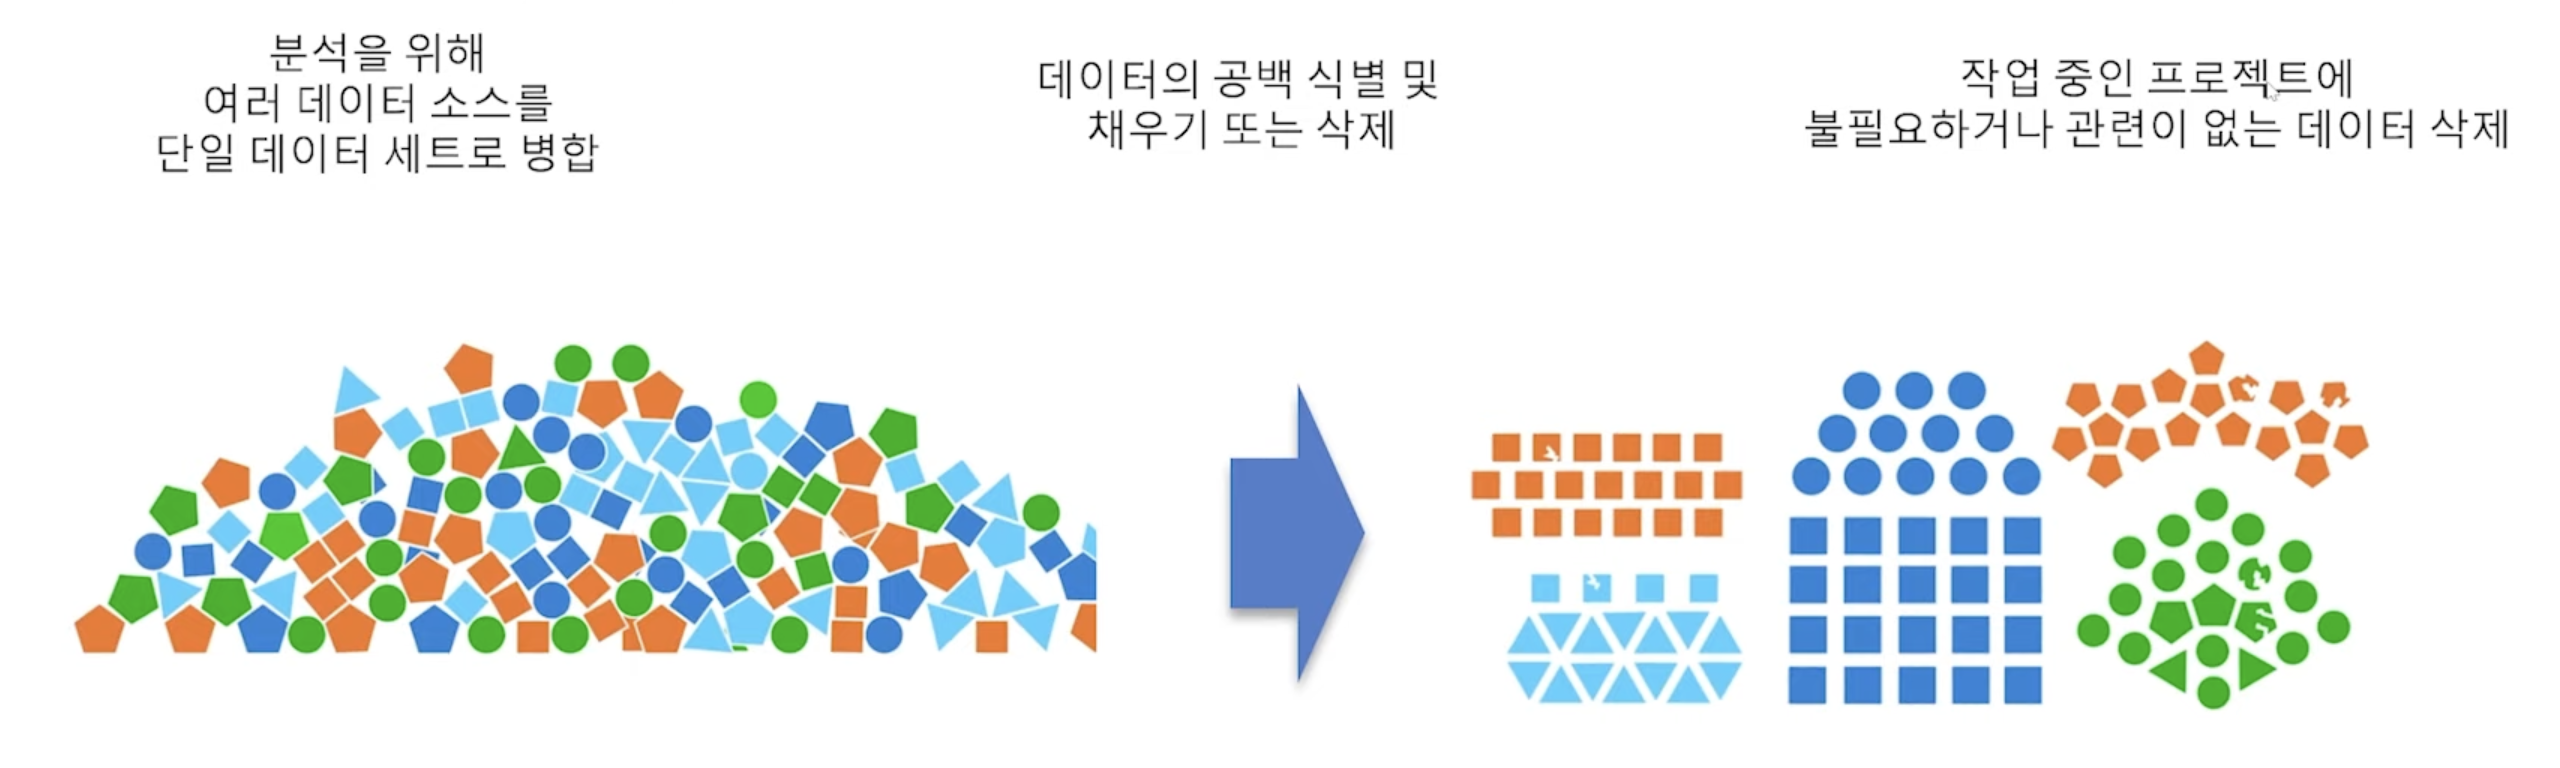 분석을 위해
여러 데이터 소스를
단일 데이터 세트로 병합
데이터의 공백 식별 및
채우기 또는 삭제
작업 중인 프로젝트에
불필요하거나 관련이 없는 데이터 삭제